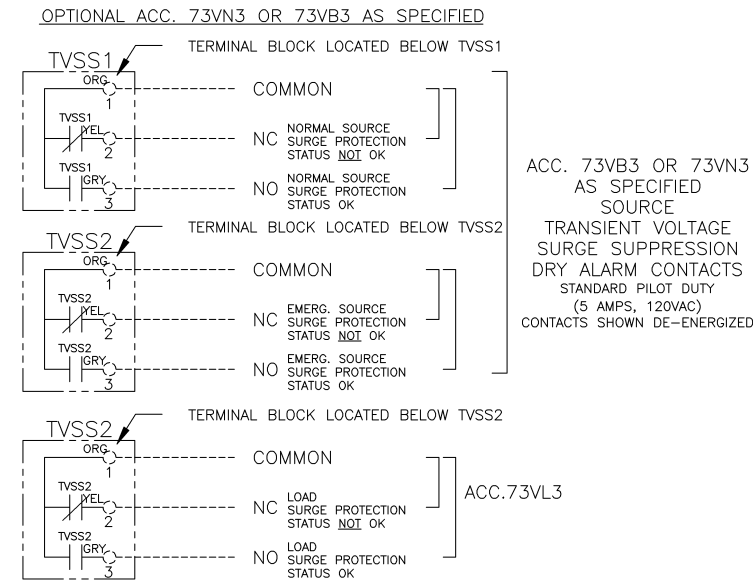 OPTIONAL ACC. 73VN3 OR 73VB3 AS SPECIFIED
TERMINAL BLOCK LOCATED BELOW TVSS1
TVSS1
ORG
1
COMMON
TVSS1
YEL
2
NC
NORMAL SOURCE
SURGE PROTECTION
STATUS NOT OK
TVSS1
GRY
3
NO
NORMAL SOURCE
SURGE PROTECTION
STATUS OK
TERMINAL BLOCK LOCATED BELOW TVSS2
TVSS2
ORG
1
COMMON
TVSS2
YEL
2
NC
EMERG. SOURCE
SURGE PROTECTION
STATUS NOT OK
TVSS2
GRY
3
NO
EMERG. SOURCE
SURGE PROTECTION
STATUS OK
ACC. 73VB3 OR 73VN3
AS SPECIFIED
SOURCE
TRANSIENT VOLTAGE
SURGE SUPPRESSION
DRY ALARM CONTACTS
STANDARD PILOT DUTY
(5 AMPS, 120VAC)
CONTACTS SHOWN DE-ENERGIZED
TERMINAL BLOCK LOCATED BELOW TVSS2
TVSS2
ORG
1
COMMON
TVSS2
YEL
2
NC
LOAD
SURGE PROTECTION
STATUS NOT OK
TVSS2
GRY
3
NO
LOAD
SURGE PROTECTION
STATUS OK
ACC.73VL3